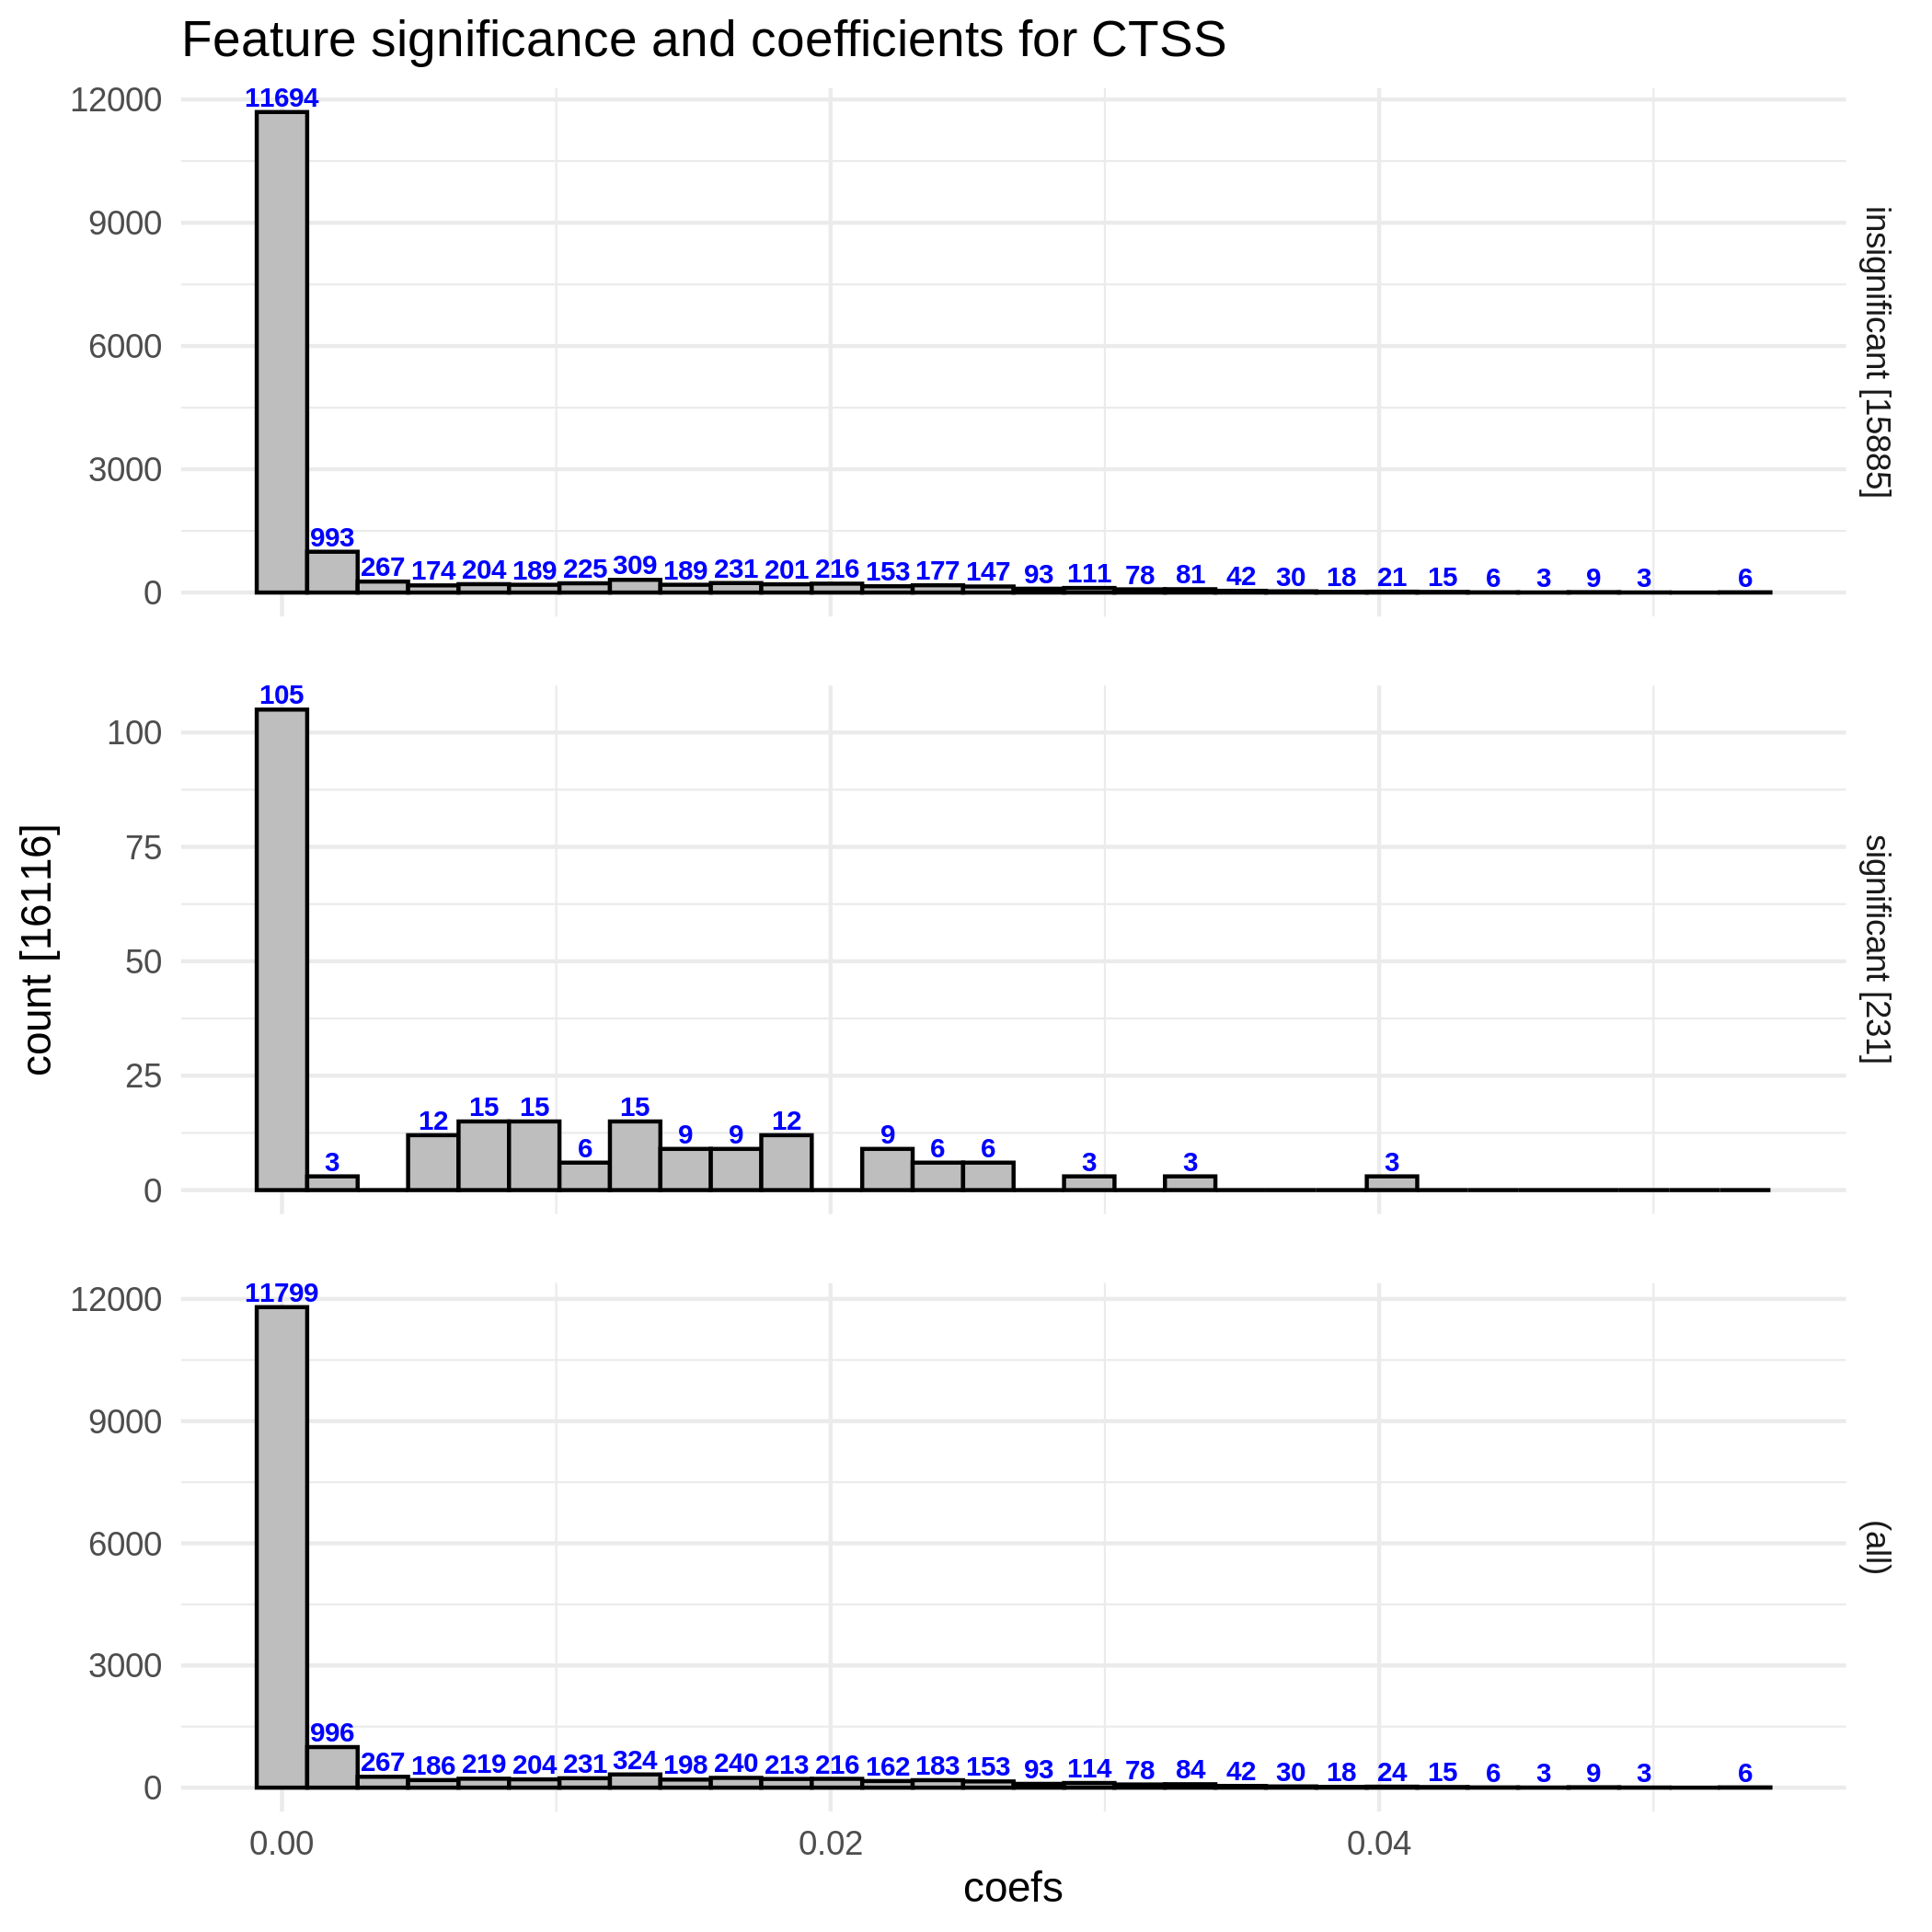 Feature significance and coefficients for CTSS
count [16116]
12000
9000
6000
3000
0
11694
993 267 174 204 189 225 309 189 231 201 216 153 177 147 93 111 78 81 42 30 18 21 15 6 3 9 3 6
insignificant [15885]
100
75
50
25
0
105
3 12 15 15 6 15 9 9 12 9 6 6 3 3 3
significant [231]
12000
9000
6000
3000
0
11799
996 267 186 219 204 231 324 198 240 213 216 162 183 153 93 114 78 84 42 30 18 24 15 6 3 9 3 6
(all)
0.00 0.02 0.04
coefs